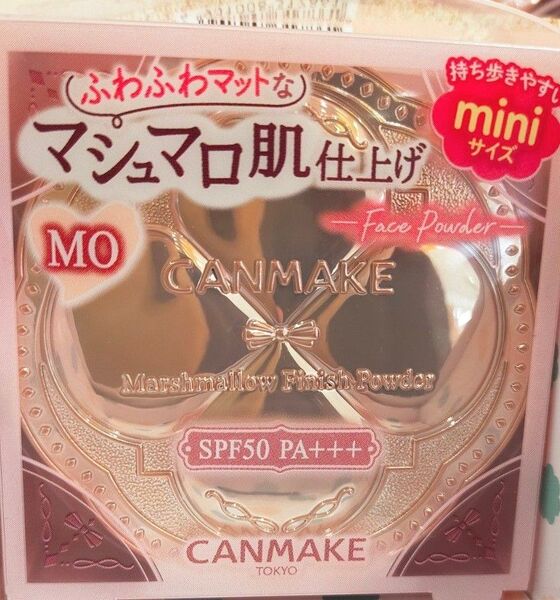 ふわふわマットな
マシュマロ肌仕上げ
持ち歩きやすい
mini
サイズ
MO
Face Powder
CANMAKE
Marshmallow Finish Powder
SPF50 PA+++
CANMAKE
TOKYO